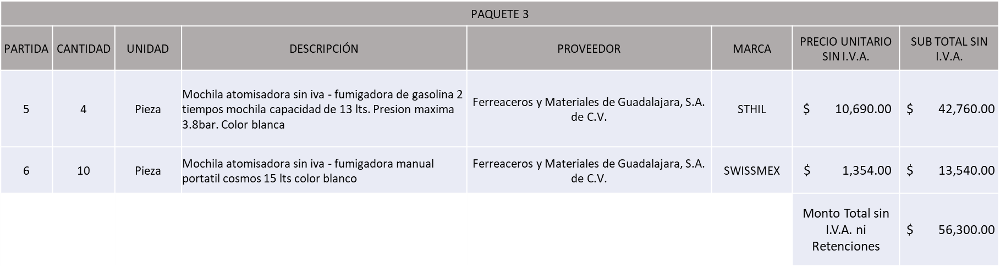 PAQUETE 3
PARTIDA CANTIDAD UNIDAD DESCRIPCIÓN PROVEEDOR MARCA PRECIO UNITARIO SIN I.V.A. SUB TOTAL SIN I.V.A.
5 4 Pieza
Mochila atomisadora sin iva - fumigadora de gasolina 2
tiempos mochila capacidad de 13 lts. Presion maxima
3.8bar. Color blanca
Ferreaceros y Materiales de Guadalajara, S.A.
de C.V.
STHIL $ 10,690.00 $ 42,760.00
6 10 Pieza
Mochila atomisadora sin iva - fumigadora manual
portatil cosmos 15 lts color blanco
Ferreaceros y Materiales de Guadalajara, S.A.
de C.V.
SWISSMEX $ 1,354.00 $ 13,540.00
Monto Total sin
I.V.A. ni
Retenciones
$ 56,300.00